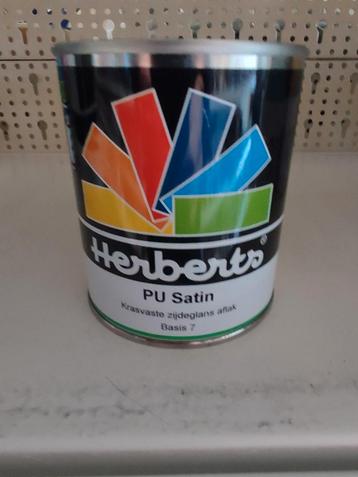 Herberts®
PU Satin
Krasvaste zijdeglans aflak
Basis 7